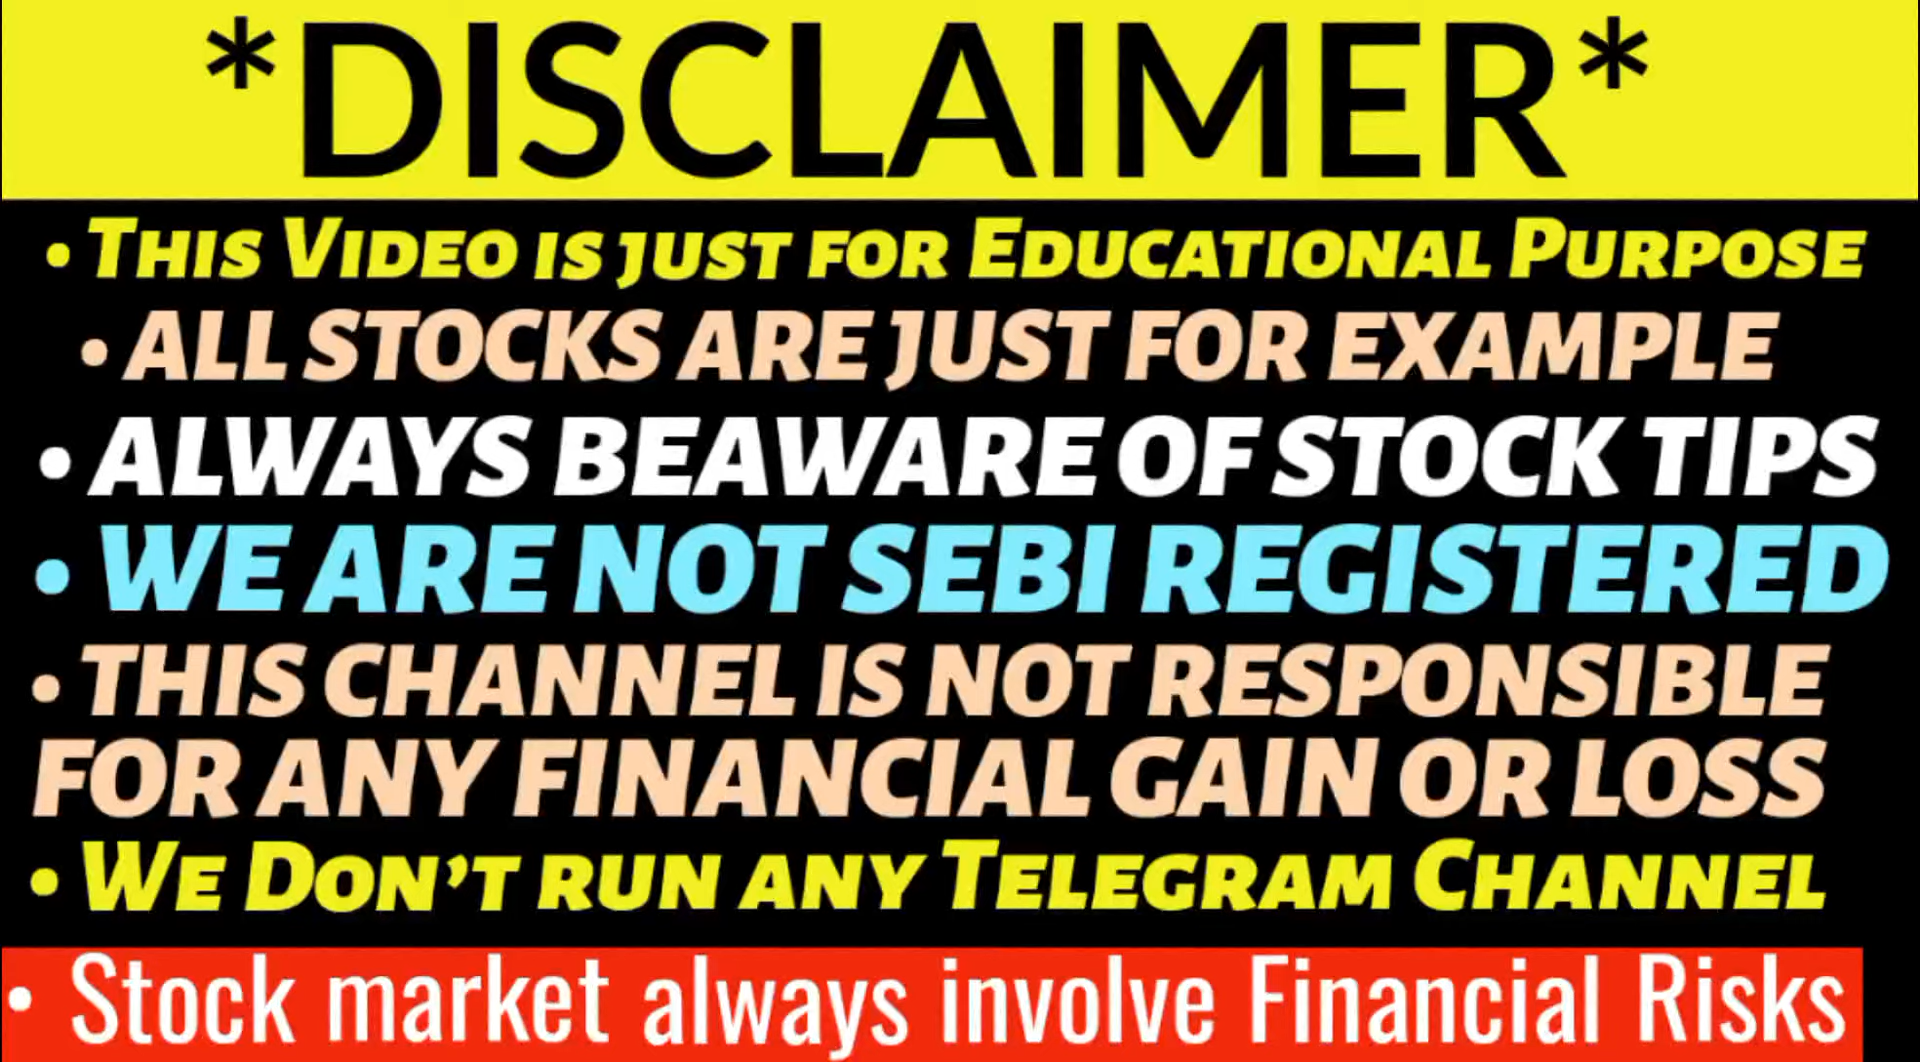 *DISCLAIMER*
• THIS VIDEO IS JUST FOR EDUCATIONAL PURPOSE
• ALL STOCKS ARE JUST FOR EXAMPLE
• ALWAYS BEAWARE OF STOCK TIPS
• WE ARE NOT SEBI REGISTERED
• THIS CHANNEL IS NOT RESPONSIBLE
FOR ANY FINANCIAL GAIN OR LOSS
• WE DON'T RUN ANY TELEGRAM CHANNEL
• Stock market always involve Financial Risks